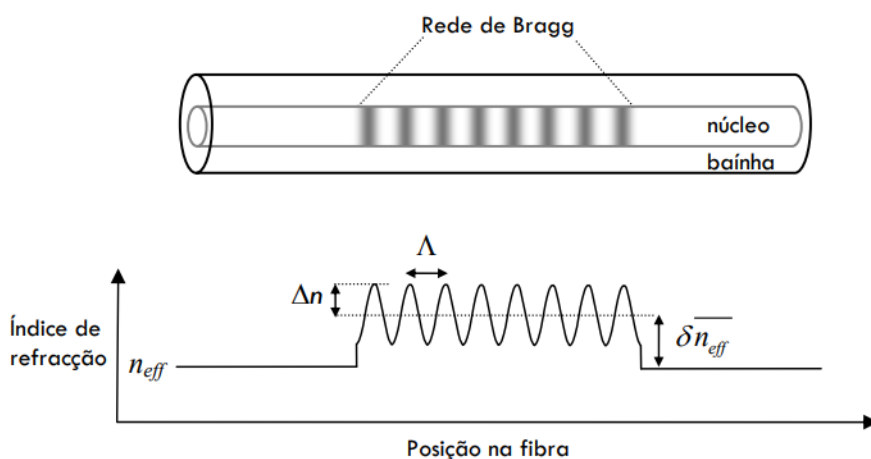 Rede de Bragg
núcleo
baínha
Λ
Δn
Índice de
refracção
n_eff
δn̅_eff
Posição na fibra